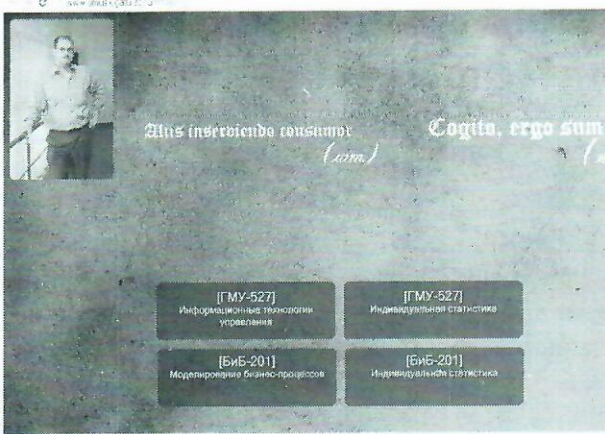 Aliis inserviendo consumor
Cogito, ergo sum
(лат.)
[ГМУ-527]
Информационные технологии
управления
[ГМУ-527]
Индивидуальная статистика
[БиБ-201]
Моделирование бизнес-процессов
[БиБ-201]
Индивидуальная статистика